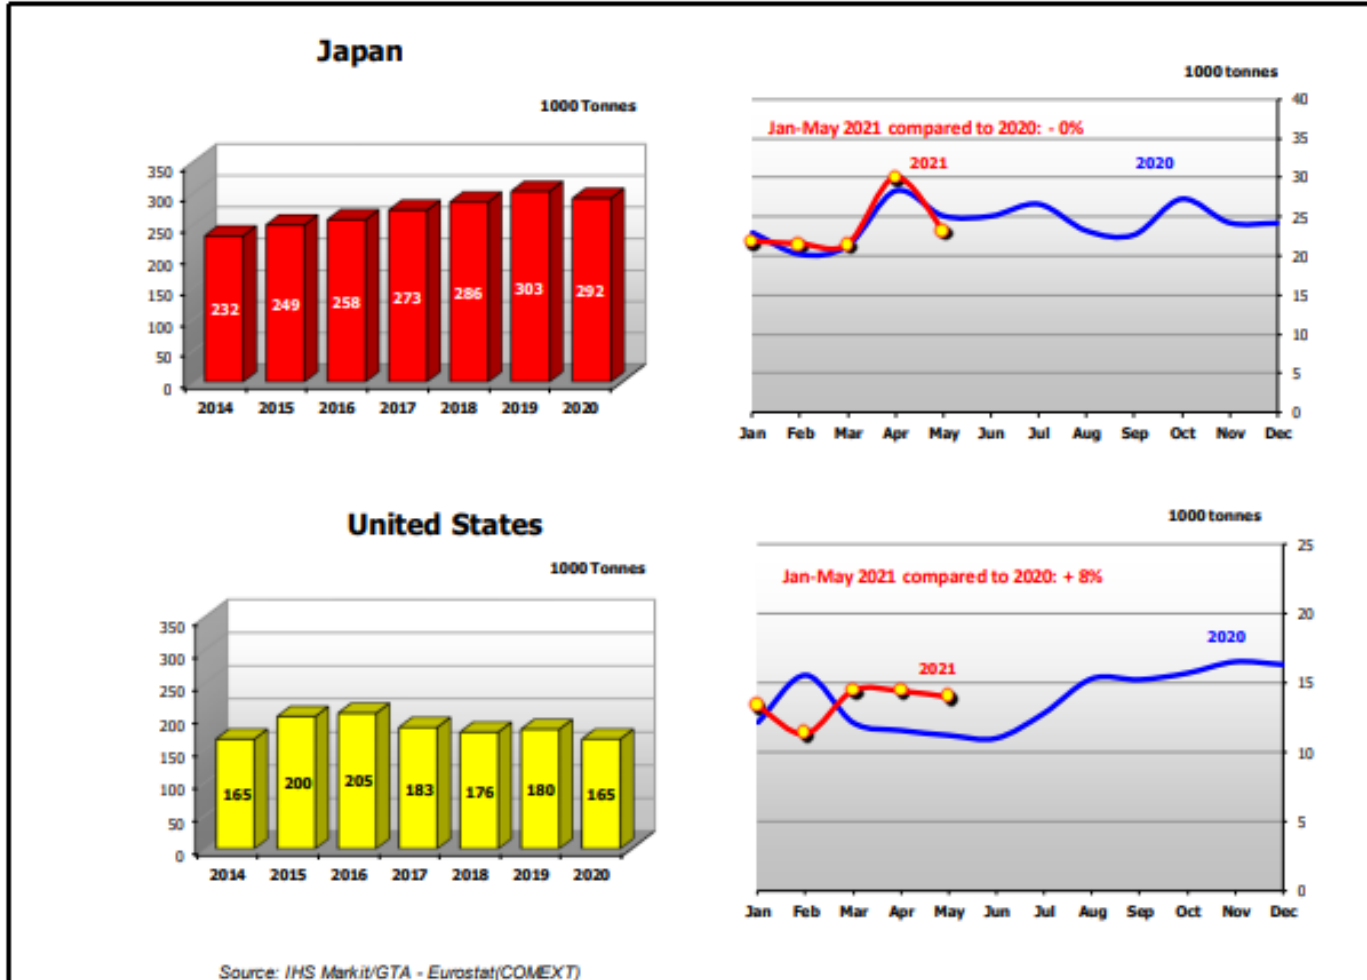 Japan
1000 Tonnes
350
300
250
200
150
100
50
0
232 249 258 273 286 303 292
2014 2015 2016 2017 2018 2019 2020
1000 tonnes
Jan-May 2021 compared to 2020: - 0%
2021 2020
40
35
30
25
20
15
10
5
0
Jan Feb Mar Apr May Jun Jul Aug Sep Oct Nov Dec
United States
1000 Tonnes
350
300
250
200
150
100
50
0
165 200 205 183 176 180 165
2014 2015 2016 2017 2018 2019 2020
1000 tonnes
Jan-May 2021 compared to 2020: + 8%
2020
2021
25
20
15
10
5
0
Jan Feb Mar Apr May Jun Jul Aug Sep Oct Nov Dec
Source: IHS Markit/GTA - Eurostat(COMEXT)